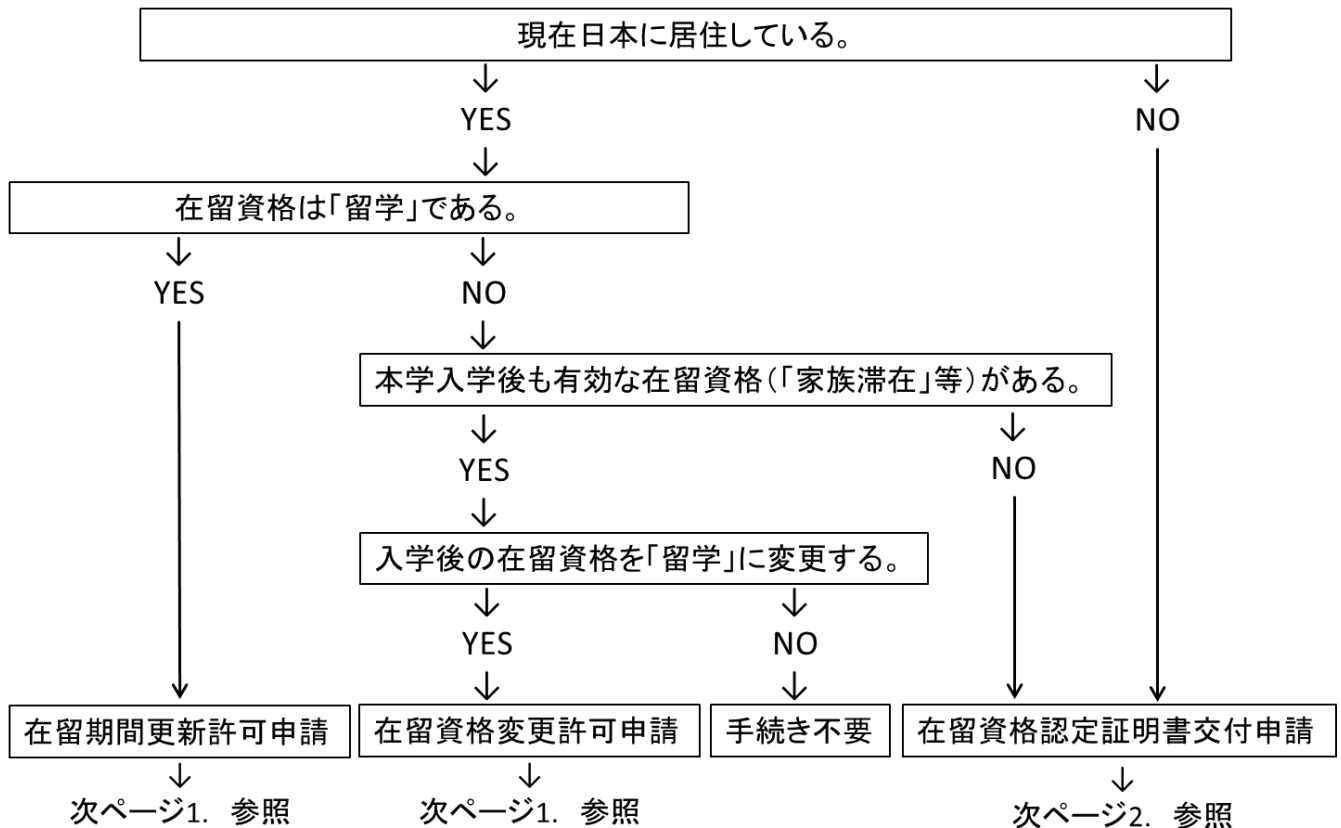 現在日本に居住している。
↓ ↓
YES NO
↓
在留資格は「留学」である。
↓ ↓
YES NO
↓
本学入学後も有効な在留資格(「家族滞在」等)がある。
↓ ↓
YES NO
↓
入学後の在留資格を「留学」に変更する。
↓ ↓
YES NO
↓ ↓
在留期間更新許可申請 在留資格変更許可申請 手続き不要 在留資格認定証明書交付申請
↓ ↓ ↓
次ページ1. 参照 次ページ1. 参照 次ページ2. 参照